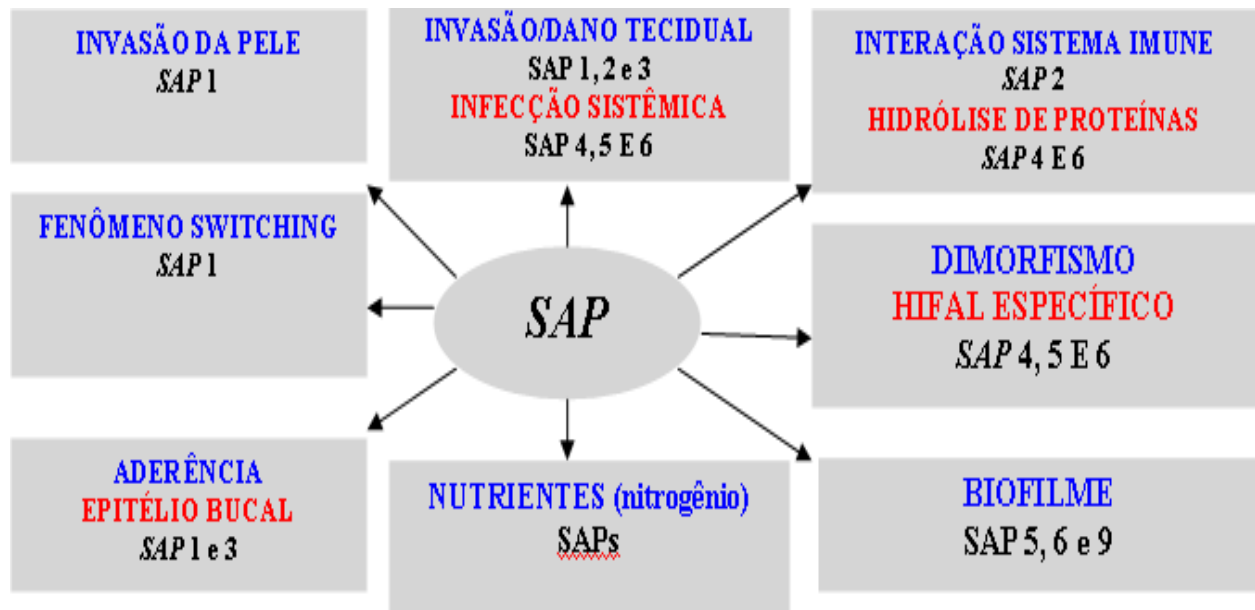 INVASÃO DA PELE
SAP 1
INVASÃO/DANO TECIDUAL
SAP 1, 2 e 3
INFECÇÃO SISTÊMICA
SAP 4, 5 E 6
INTERAÇÃO SISTEMA IMUNE
SAP 2
HIDRÓLISE DE PROTEÍNAS
SAP 4 E 6
FENÔMENO SWITCHING
SAP 1
SAP
DIMORFISMO
HIFAL ESPECÍFICO
SAP 4, 5 E 6
ADERÊNCIA
EPITÉLIO BUCAL
SAP 1 e 3
NUTRIENTES (nitrogênio)
SAPs
BIOFILME
SAP 5, 6 e 9